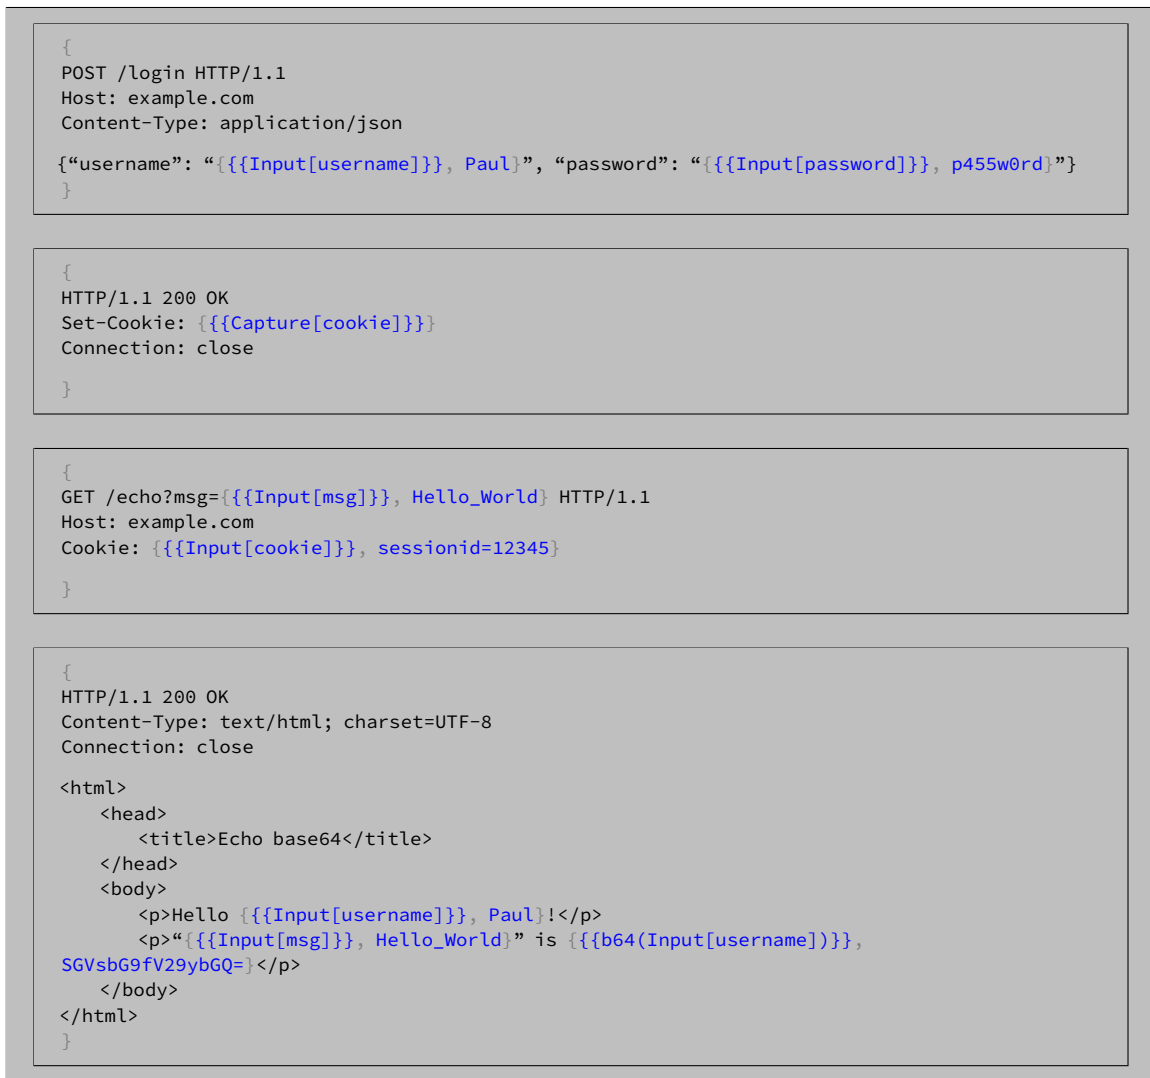 {
POST /login HTTP/1.1
Host: example.com
Content-Type: application/json
{“username”: “{{{Input[username]}}, Paul}”, “password”: “{{{Input[password]}}, p455w0rd}”}
}
{
HTTP/1.1 200 OK
Set-Cookie: {{{Capture[cookie]}}}
Connection: close
}
{
GET /echo?msg={{{Input[msg]}}, Hello_World} HTTP/1.1
Host: example.com
Cookie: {{{Input[cookie]}}, sessionid=12345}
}
{
HTTP/1.1 200 OK
Content-Type: text/html; charset=UTF-8
Connection: close
<html>
<head>
<title>Echo base64</title>
</head>
<body>
<p>Hello {{{Input[username]}}, Paul}!</p>
<p>“{{{Input[msg]}}, Hello_World}” is {{{b64(Input[username])}},
SGVsbG9fV29ybGQ=}</p>
</body>
</html>
}